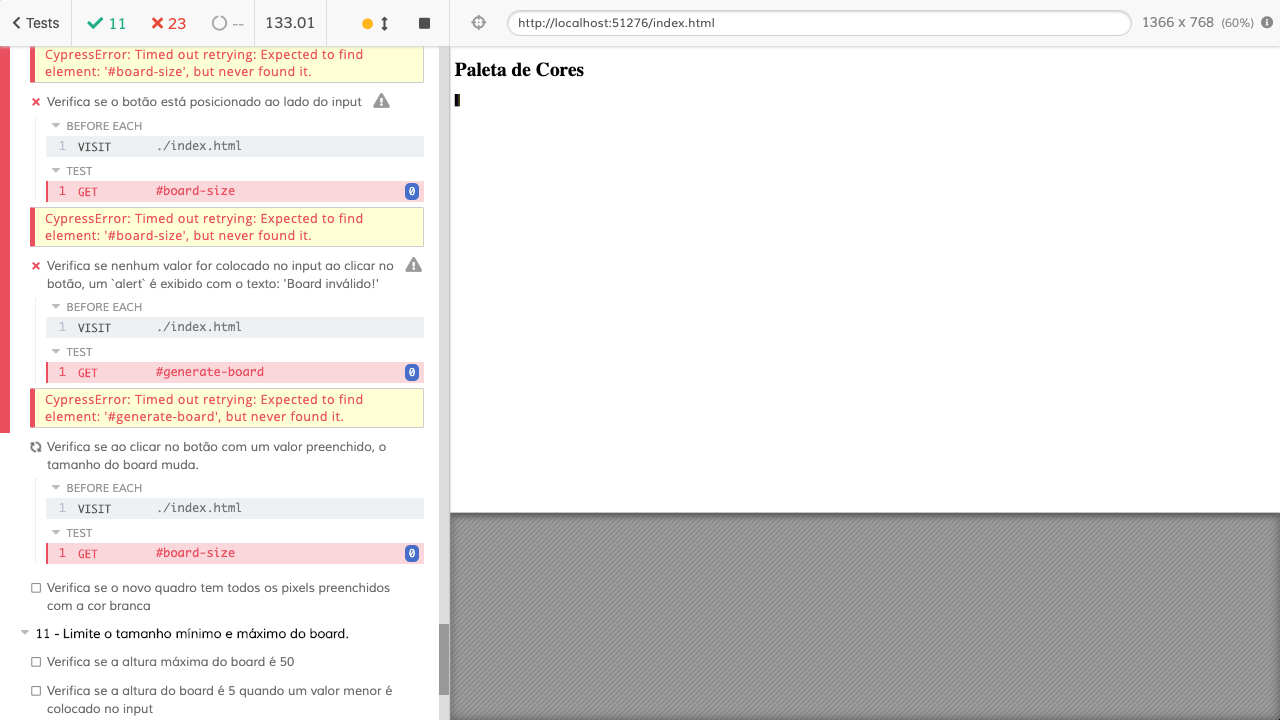 Tests 11 23 -- 133.01 http://localhost:51276/index.html 1366 x 768 (60%)
CypressError: Timed out retrying: Expected to find
element: '#board-size', but never found it.
Verifica se o botão está posicionado ao lado do input
BEFORE EACH
1 VISIT ./index.html
TEST
1 GET #board-size 0
CypressError: Timed out retrying: Expected to find
element: '#board-size', but never found it.
Verifica se nenhum valor for colocado no input ao clicar no
botão, um `alert` é exibido com o texto: 'Board inválido!'
BEFORE EACH
1 VISIT ./index.html
TEST
1 GET #generate-board 0
CypressError: Timed out retrying: Expected to find
element: '#generate-board', but never found it.
Verifica se ao clicar no botão com um valor preenchido, o
tamanho do board muda.
BEFORE EACH
1 VISIT ./index.html
TEST
1 GET #board-size 0
Verifica se o novo quadro tem todos os pixels preenchidos
com a cor branca
11 - Limite o tamanho mínimo e máximo do board.
Verifica se a altura máxima do board é 50
Verifica se a altura do board é 5 quando um valor menor é
colocado no input
Paleta de Cores